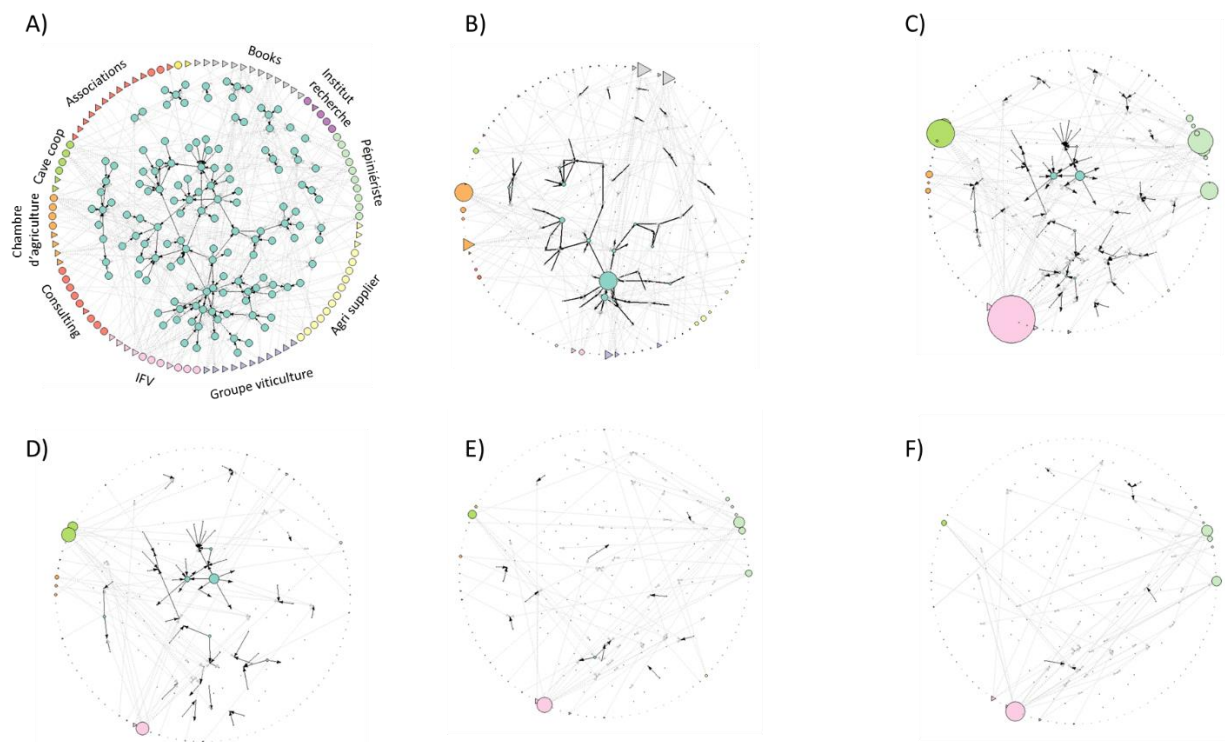 A)
B)
C)
Books
Associations
Institut
recherche
Cave coop
Pépiniériste
Chambre
d'agriculture
Consulting
Agri supplier
IFV
Groupe viticulture
D)
E)
F)